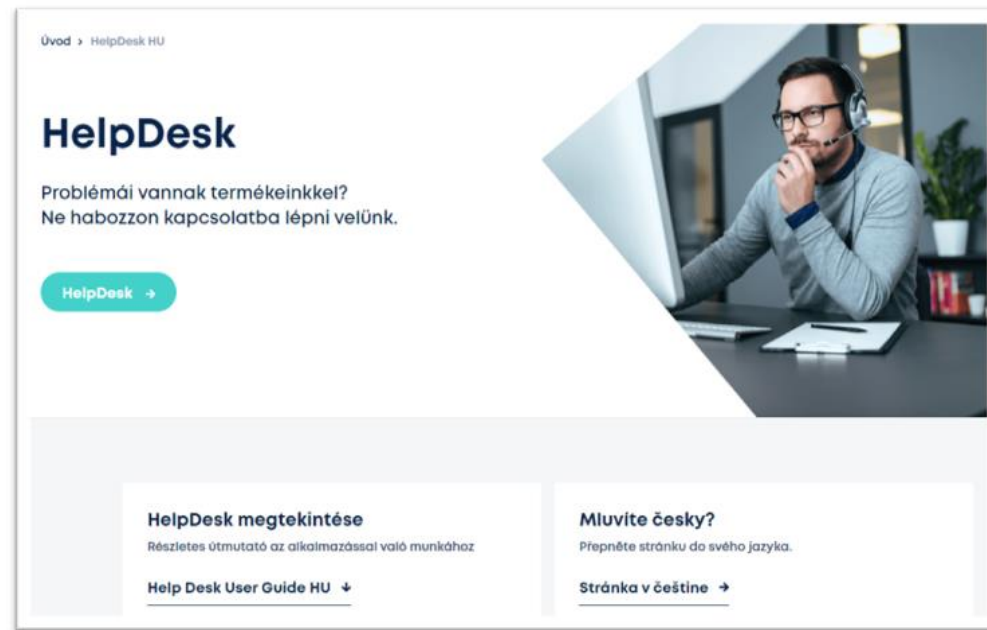 Úvod > HelpDesk HU
HelpDesk
Problémái vannak termékeinkkel?
Ne habozzon kapcsolatba lépni velünk.
HelpDesk →
HelpDesk megtekintése
Részletes útmutató az alkalmazással való munkához
Help Desk User Guide HU ↓
Mluvíte česky?
Přepněte stránku do svého jazyka.
Stránka v češtine →